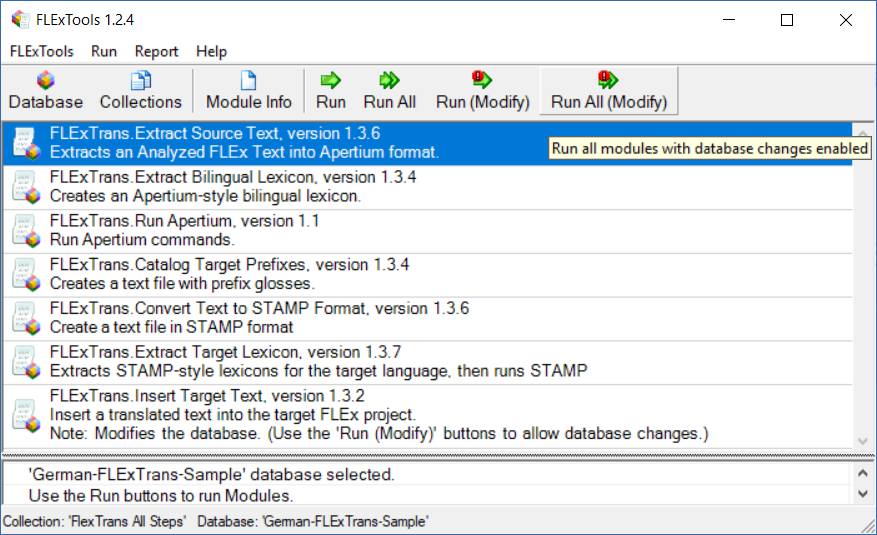 FLExTools 1.2.4
FLExTools Run Report Help
Database Collections Module Info Run Run All Run (Modify) Run All (Modify)
FLExTrans.Extract Source Text, version 1.3.6
Extracts an Analyzed FLEx Text into Apertium format.
Run all modules with database changes enabled
FLExTrans.Extract Bilingual Lexicon, version 1.3.4
Creates an Apertium-style bilingual lexicon.
FLExTrans.Run Apertium, version 1.1
Run Apertium commands.
FLExTrans.Catalog Target Prefixes, version 1.3.4
Creates a text file with prefix glosses.
FLExTrans.Convert Text to STAMP Format, version 1.3.6
Create a text file in STAMP format
FLExTrans.Extract Target Lexicon, version 1.3.7
Extracts STAMP-style lexicons for the target language, then runs STAMP
FLExTrans.Insert Target Text, version 1.3.2
Insert a translated text into the target FLEx project.
Note: Modifies the database. (Use the 'Run (Modify)' buttons to allow database changes.)
'German-FLExTrans-Sample' database selected.
Use the Run buttons to run Modules.
Collection: 'FlexTrans All Steps' Database: 'German-FLExTrans-Sample'